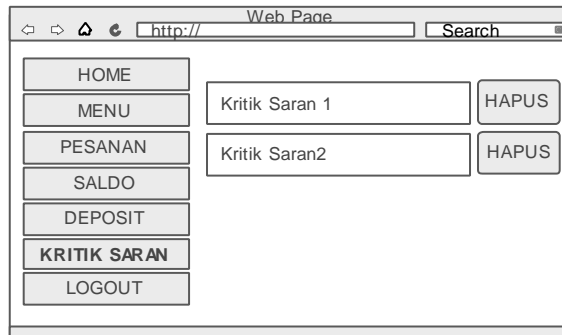 Web Page
http://
Search
HOME
MENU
PESANAN
SALDO
DEPOSIT
KRITIK SARAN
LOGOUT
Kritik Saran 1
HAPUS
Kritik Saran2
HAPUS